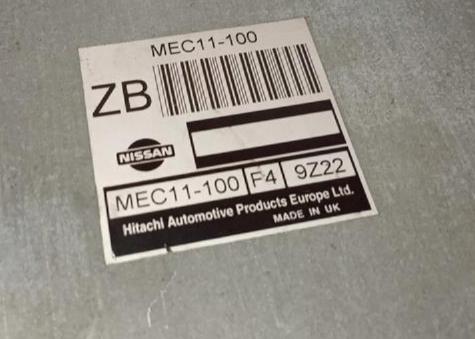 MEC11-100
ZB
NISSAN
MEC11-100 F4 9Z22
Hitachi Automotive Products Europe Ltd.
MADE IN UK